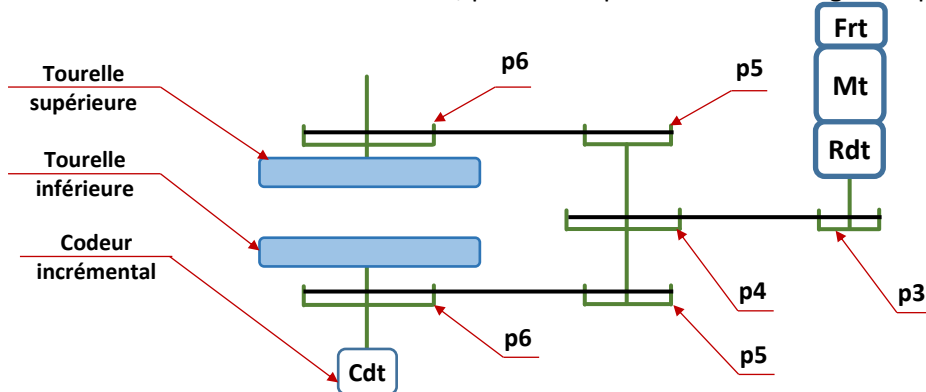 Frt
Mt
Rdt
Tourelle
supérieure
p6
p5
Tourelle
inférieure
Codeur
incrémental
p4
p3
p6
p5
Cdt